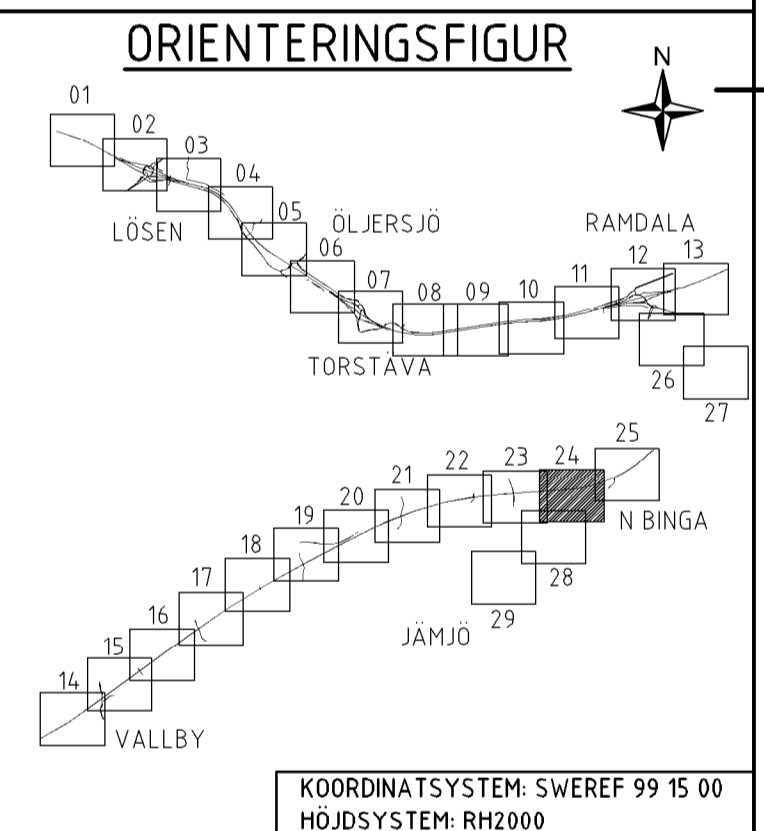 ORIENTERINGSFIGUR
N
01
02
03
04
05
06
07
08
09
10
11
12
13
LÖSEN
ÖLJERSJÖ
RAMDALA
TORSTÄVA
26
27
25
24
23
22
21
20
19
18
17
16
15
14
N BINGA
28
29
JÄMJÖ
VALLBY
KOORDINATSYSTEM: SWEREF 99 15 00
HÖJDSYSTEM: RH2000